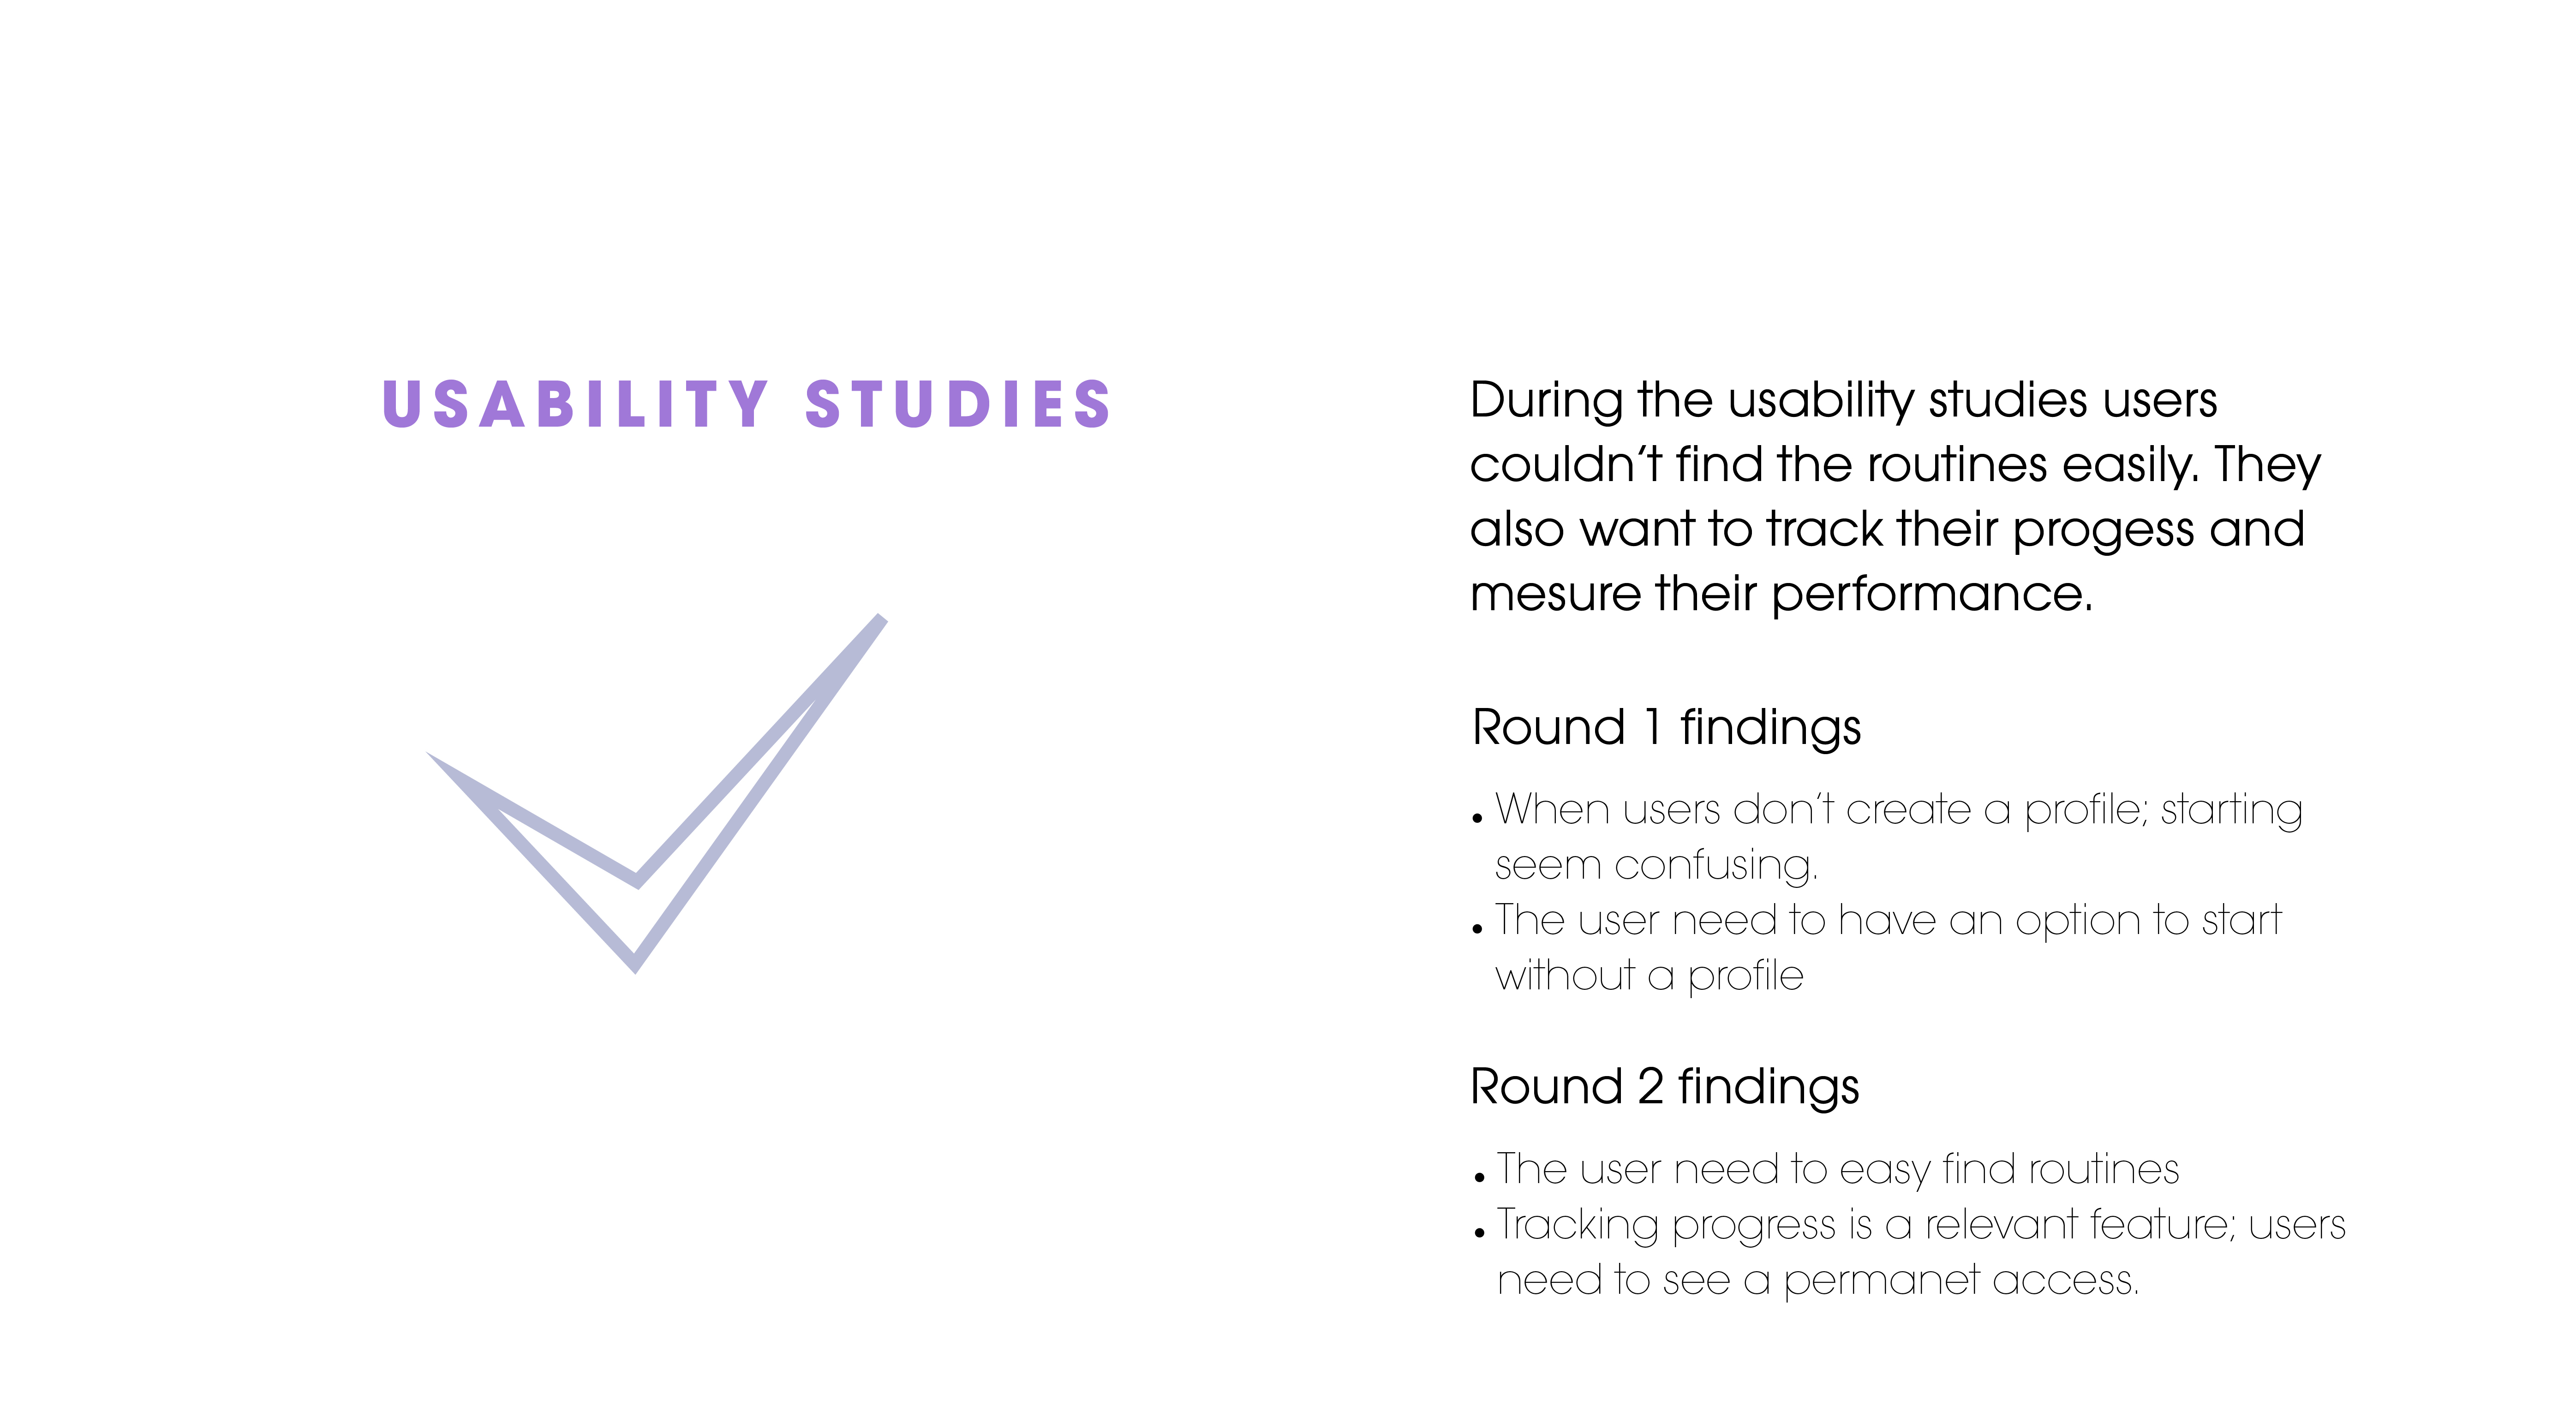 USABILITY STUDIES
During the usability studies users
couldn't find the routines easily. They
also want to track their progess and
mesure their performance.
Round 1 findings
• When users don't create a profile; starting
seem confusing.
• The user need to have an option to start
without a profile
Round 2 findings
• The user need to easy find routines
• Tracking progress is a relevant feature; users
need to see a permanet access.